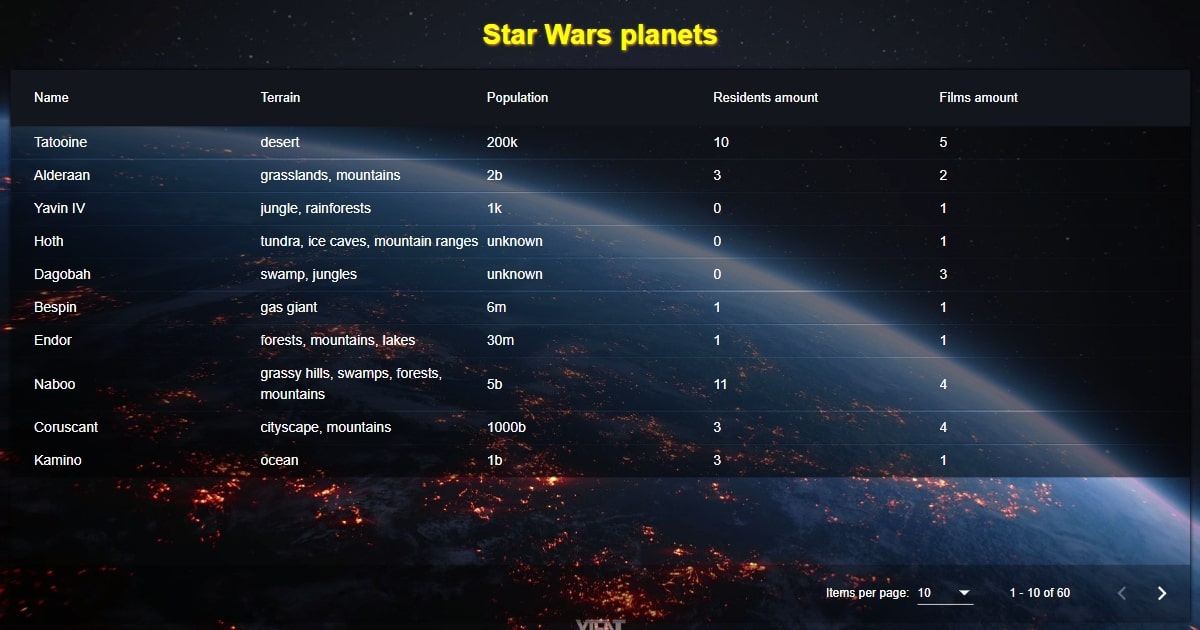 Star Wars planets
Name Terrain Population Residents amount Films amount
Tatooine desert 200k 10 5
Alderaan grasslands, mountains 2b 3 2
Yavin IV jungle, rainforests 1k 0 1
Hoth tundra, ice caves, mountain ranges unknown 0 1
Dagobah swamp, jungles unknown 0 3
Bespin gas giant 6m 1 1
Endor forests, mountains, lakes 30m 1 1
Naboo grassy hills, swamps, forests, mountains 5b 11 4
Coruscant cityscape, mountains 1000b 3 4
Kamino ocean 1b 3 1
Items per page: 10 1 - 10 of 60